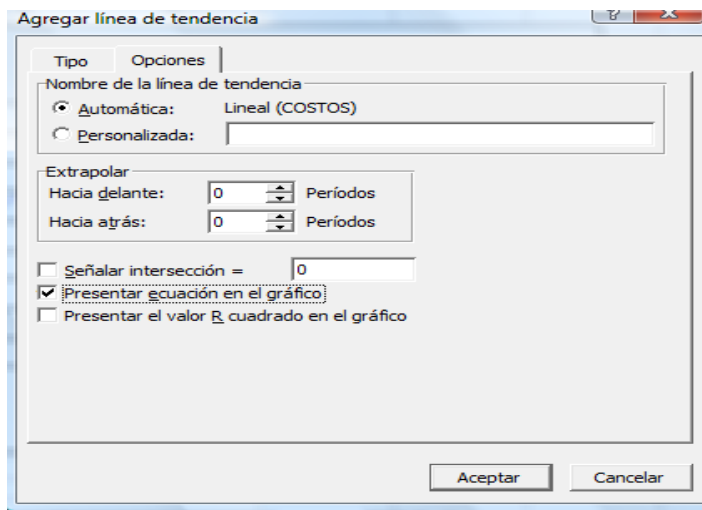 Agregar línea de tendencia
Tipo Opciones
Nombre de la línea de tendencia
Automática: Lineal (COSTOS)
Personalizada:
Extrapolar
Hacia delante: 0 Períodos
Hacia atrás: 0 Períodos
Señalar intersección = 0
Presentar ecuación en el gráfico
Presentar el valor R cuadrado en el gráfico
Aceptar Cancelar